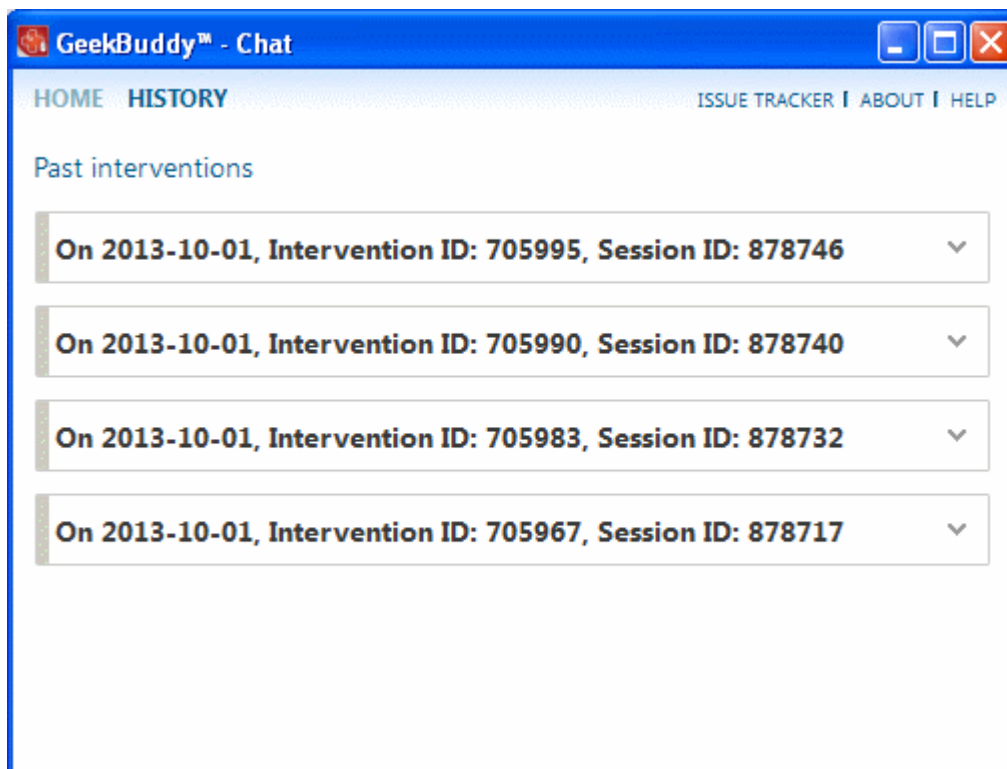 GeekBuddy™ - Chat
HOME HISTORY ISSUE TRACKER | ABOUT | HELP
Past interventions
On 2013-10-01, Intervention ID: 705995, Session ID: 878746
On 2013-10-01, Intervention ID: 705990, Session ID: 878740
On 2013-10-01, Intervention ID: 705983, Session ID: 878732
On 2013-10-01, Intervention ID: 705967, Session ID: 878717